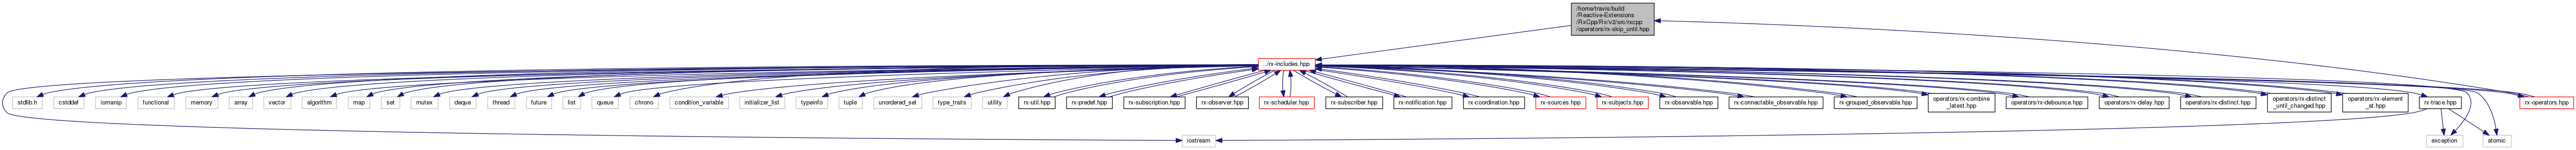 /home/travis/build
/Reactive-Extensions
/RxCpp/Rx/v2/src/rxcpp
/operators/rx-skip_until.hpp
../rx-includes.hpp
stdlib.h
cstddef
iomanip
functional
memory
array
vector
algorithm
map
set
mutex
deque
thread
future
list
queue
chrono
condition_variable
initializer_list
typeinfo
tuple
unordered_set
type_traits
utility
rx-util.hpp
rx-predef.hpp
rx-subscription.hpp
rx-observer.hpp
rx-scheduler.hpp
rx-subscriber.hpp
rx-notification.hpp
rx-coordination.hpp
rx-sources.hpp
rx-subjects.hpp
rx-observable.hpp
rx-connectable_observable.hpp
rx-grouped_observable.hpp
operators/rx-combine
_latest.hpp
operators/rx-debounce.hpp
operators/rx-delay.hpp
operators/rx-distinct.hpp
operators/rx-distinct
_until_changed.hpp
operators/rx-element
_at.hpp
rx-trace.hpp
rx-operators.hpp
iostream
exception
atomic